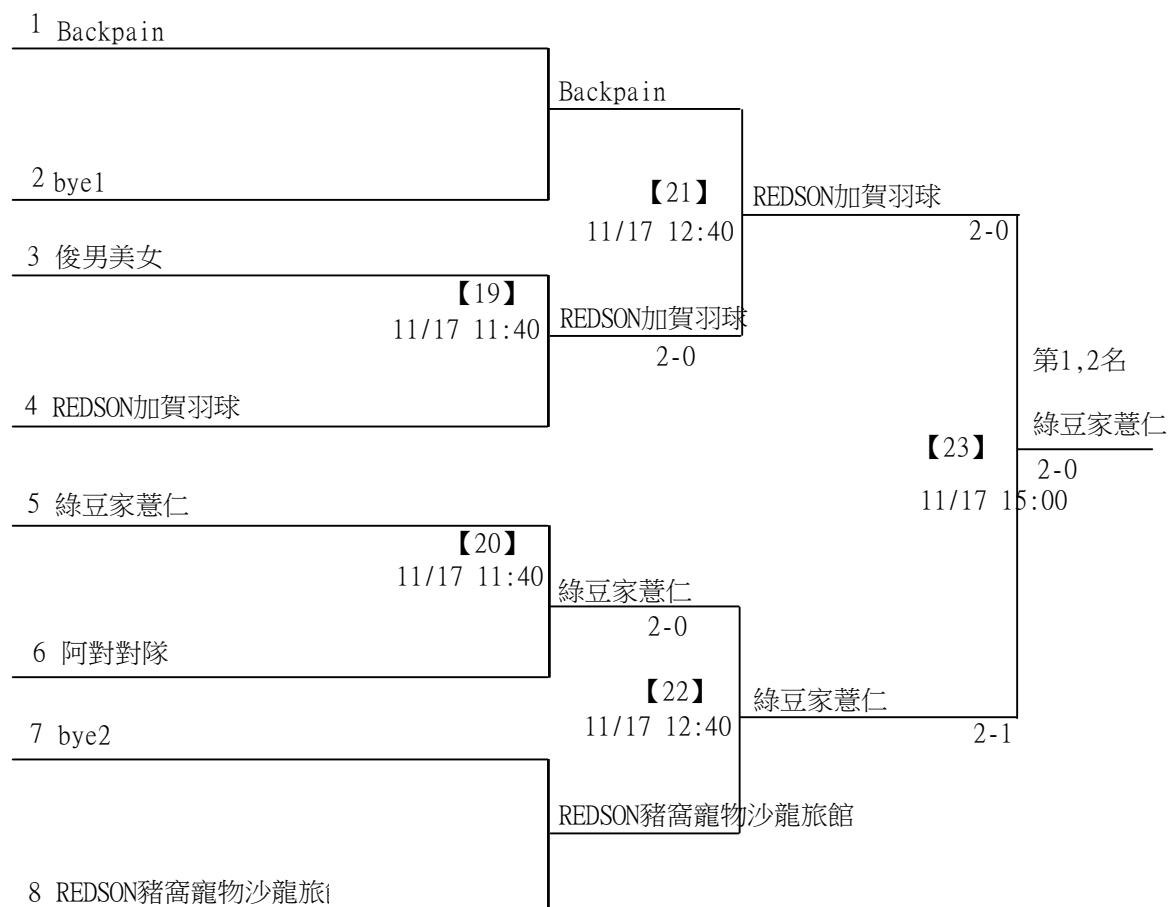 1 Backpain
Backpain
2 bye1
【21】
11/17 12:40
REDSON加賀羽球
2-0
3 俊男美女
【19】
11/17 11:40
REDSON加賀羽球
2-0
4 REDSON加賀羽球
第1,2名
綠豆家薏仁
【23】
2-0
11/17 15:00
5 綠豆家薏仁
【20】
11/17 11:40
綠豆家薏仁
2-0
6 阿對對隊
【22】
11/17 12:40
綠豆家薏仁
2-1
7 bye2
REDSON豬窩寵物沙龍旅館
8 REDSON豬窩寵物沙龍旅